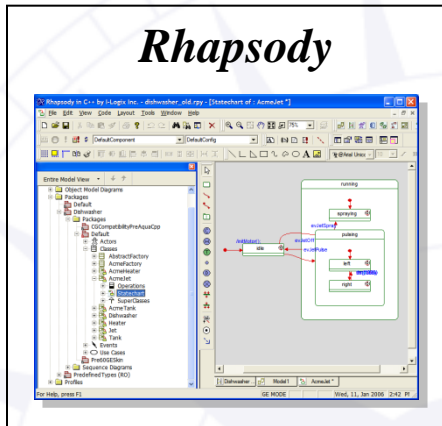 Rhapsody
Rhapsody in C++ by I-Logix Inc. - dishwasher_old.rpy - [Statechart of : AcmeJet *]
File Edit View Code Layout Tools Window Help
75%
DefaultComponent DefaultConfig
Entire Model View
Object Model Diagrams
Packages
Default
Dishwasher
Packages
CGCompatibilityPreAquaCpp
Default
Actors
Classes
AbstractFactory
AcmeFactory
AcmeHeater
AcmeJet
Operations
Statechart
SuperClasses
AcmeTank
Dishwasher
Heater
Jet
Tank
Events
Use Cases
Pre60GESkin
Sequence Diagrams
PredefinedTypes (RO)
Profiles
running
spraying
evJetSpray
pulsing
idle
evJetOff
evJetPulse
left
right
Dishwasher
Model1
AcmeJet *
For Help, press F1
GE MODE
Wed, 11, Jan 2006
2:42 PM